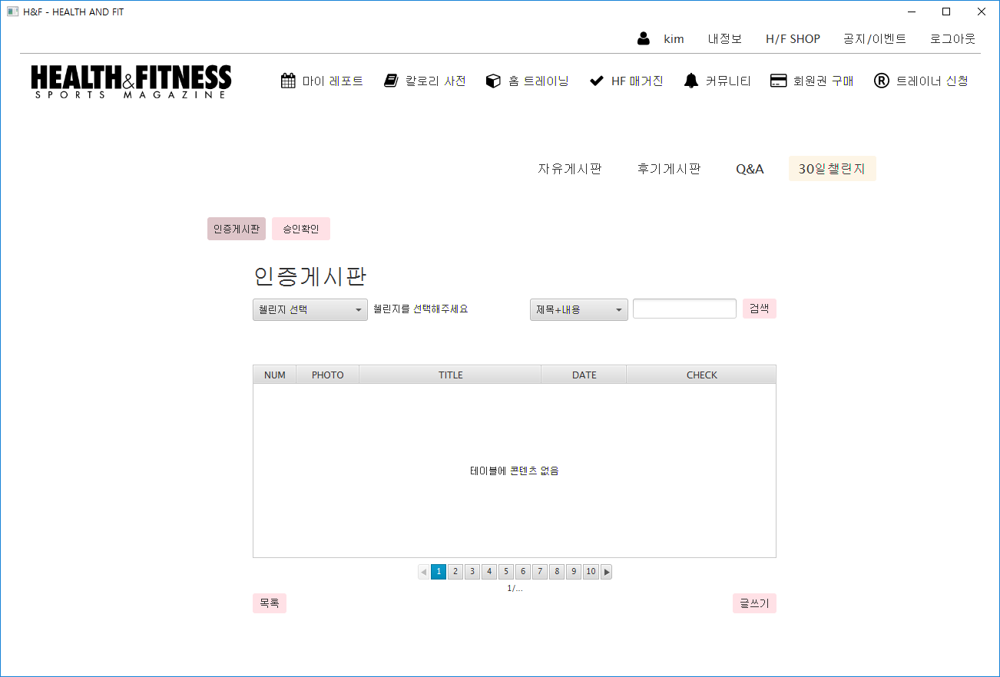 H&F - HEALTH AND FIT
kim 내정보 H/F SHOP 공지/이벤트 로그아웃
HEALTH&FITNESS
SPORTS MAGAZINE
마이 레포트 칼로리 사전 홈 트레이닝 HF 매거진 커뮤니티 회원권 구매 ® 트레이너 신청
자유게시판 후기게시판 Q&A 30일챌린지
인증게시판 승인확인
인증게시판
첼린지 선택 첼린지를 선택해주세요 제목+내용 검색
NUM PHOTO TITLE DATE CHECK
테이블에 콘텐츠 없음
1 2 3 4 5 6 7 8 9 10
1/...
목록 글쓰기